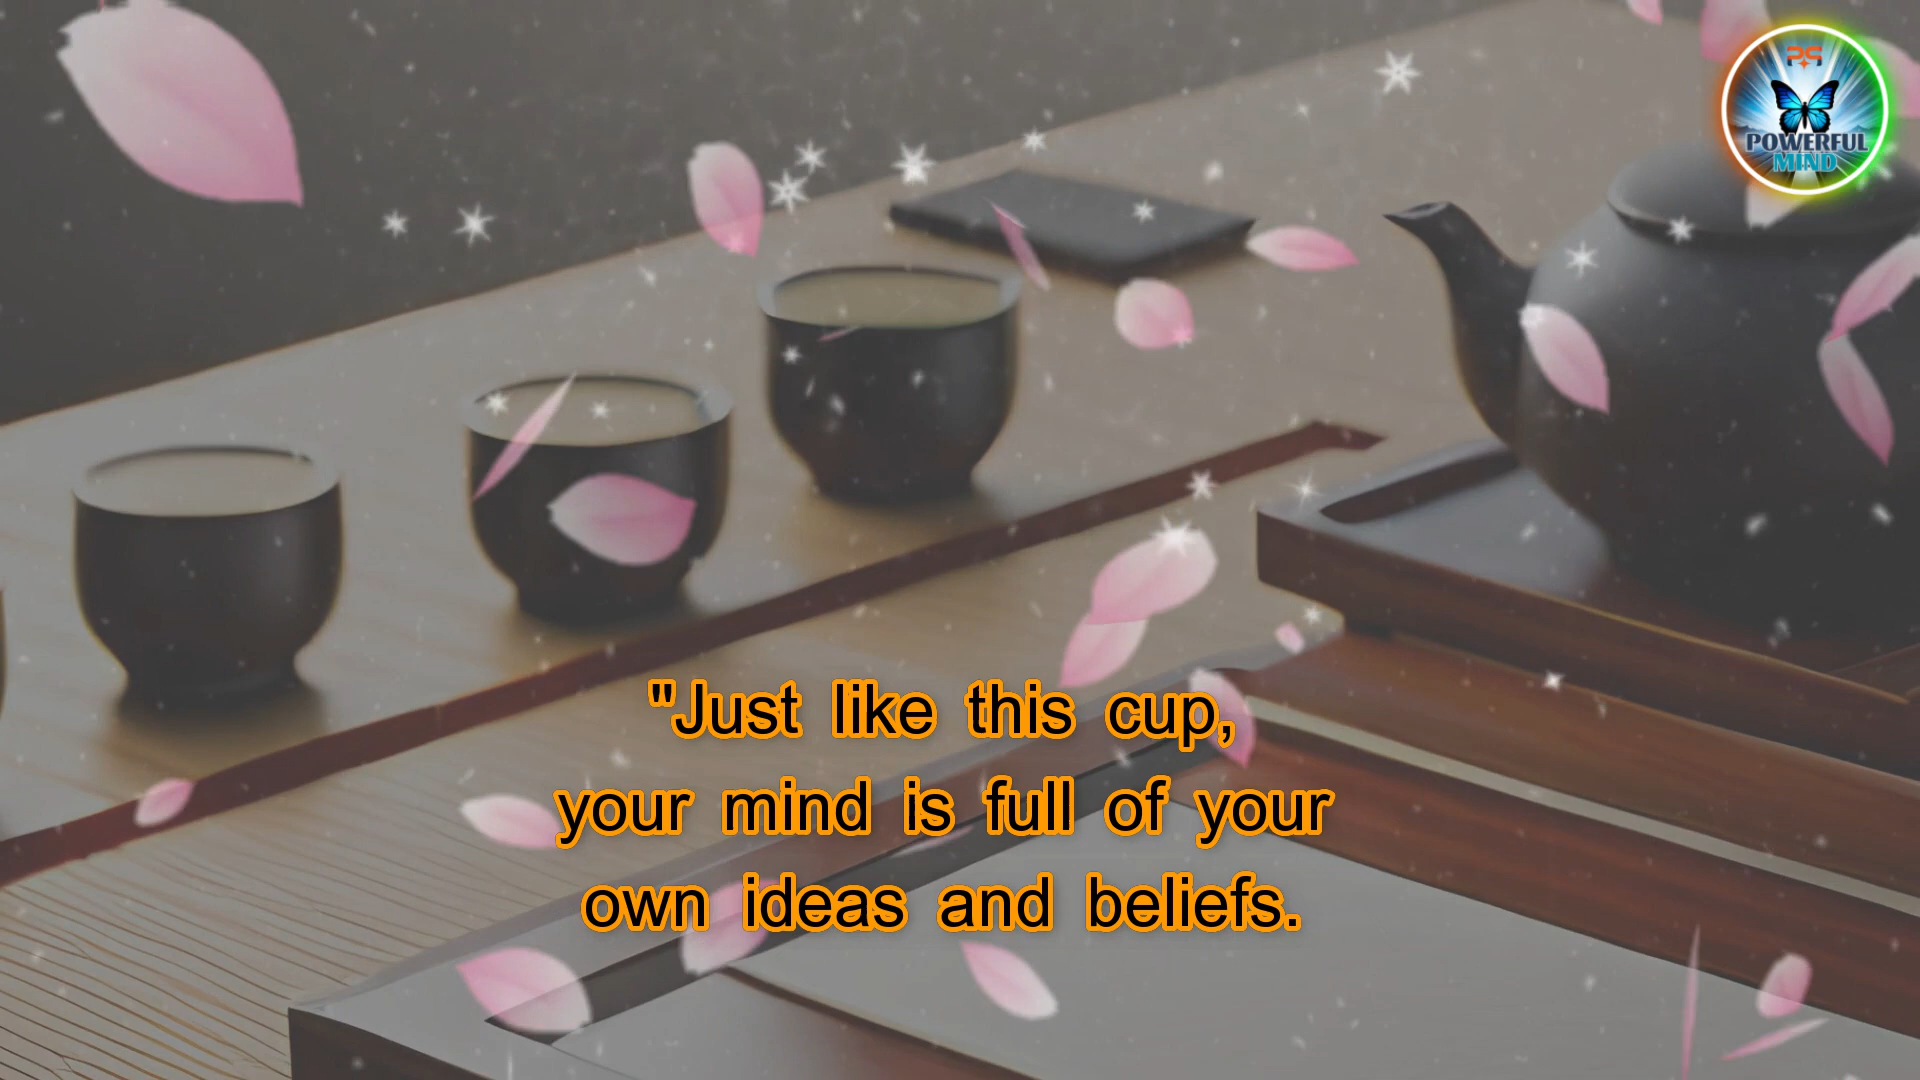 POWERFUL
MIND
"Just like this cup,
your mind is full of your
own ideas and beliefs.